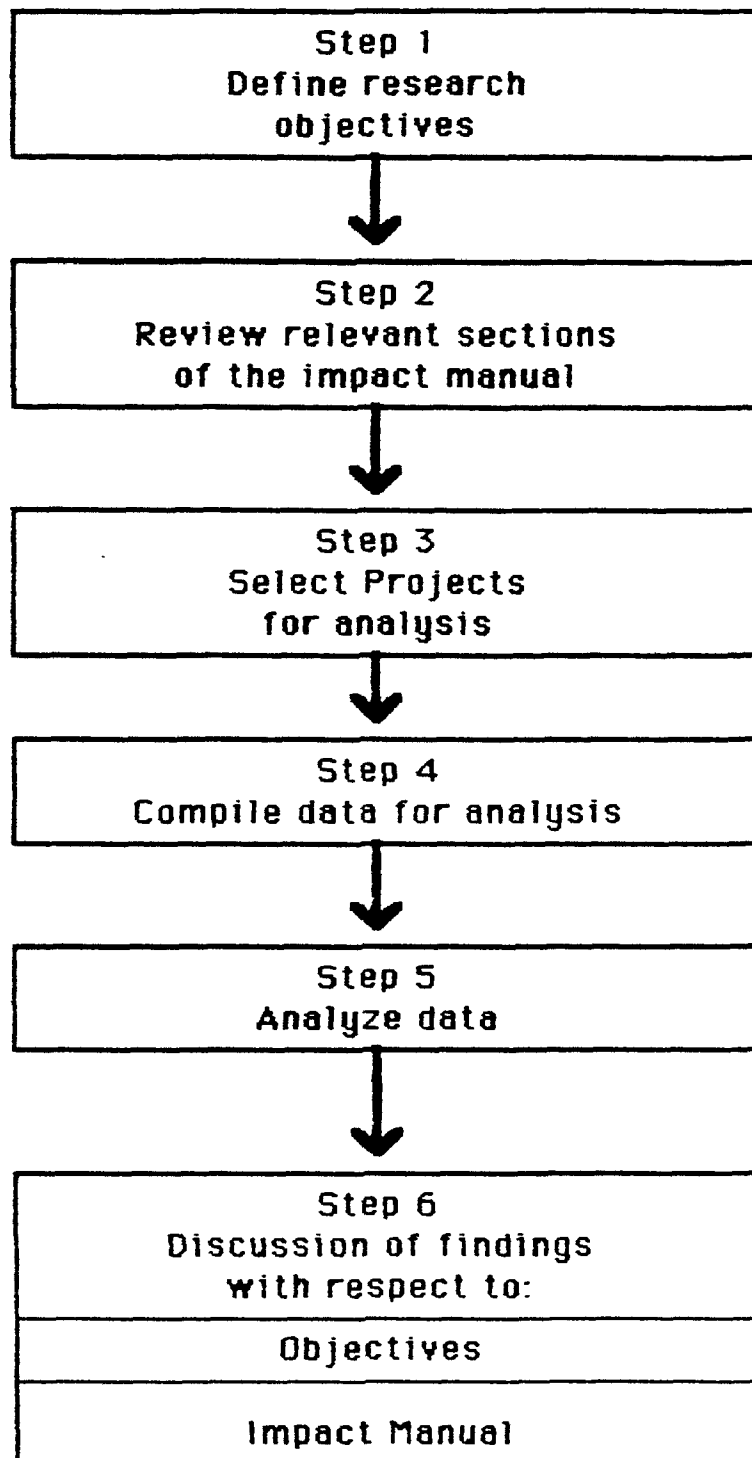 Step 1
Define research
objectives
Step 2
Review relevant sections
of the impact manual
Step 3
Select Projects
for analysis
Step 4
Compile data for analysis
Step 5
Analyze data
Step 6
Discussion of findings
with respect to:
Objectives
Impact Manual